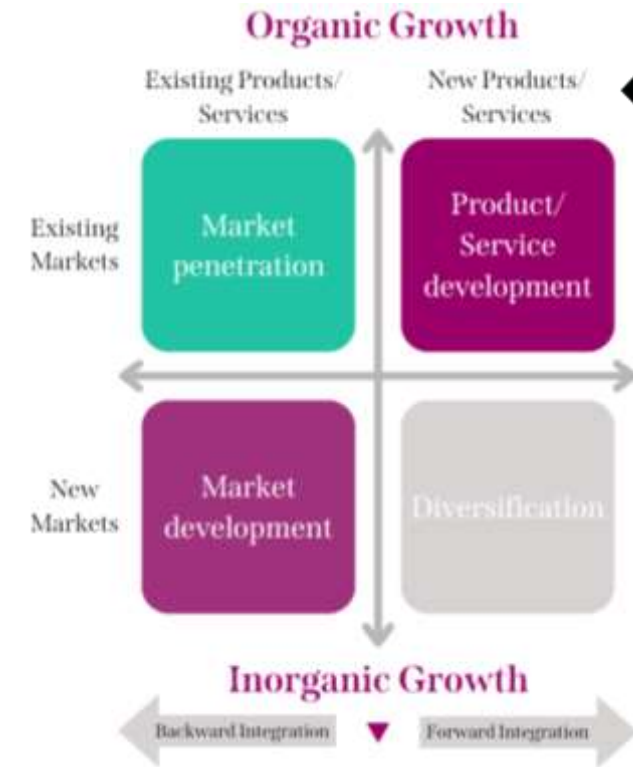 Organic Growth
Existing Products/
Services
New Products/
Services
Existing
Markets
Market
penetration
Product/
Service
development
New
Markets
Market
development
Diversification
Inorganic Growth
Backward Integration
Forward Integration